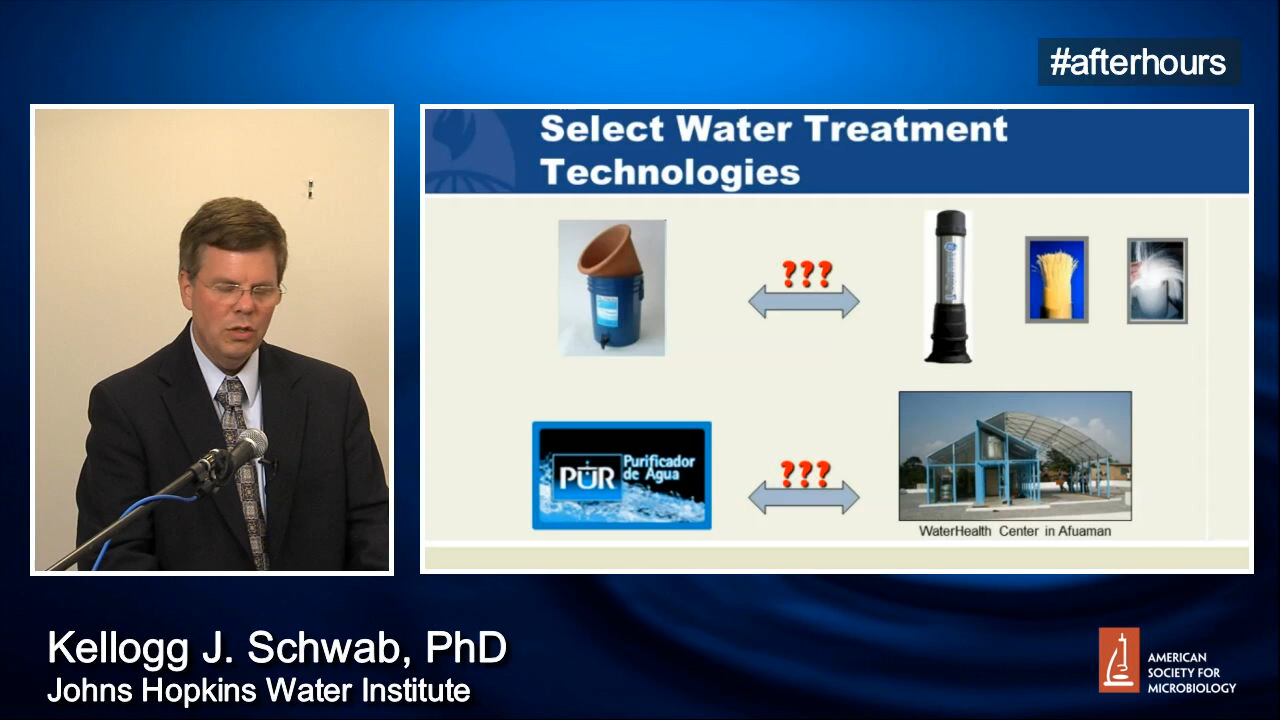 #afterhours
Select Water Treatment
Technologies
???
PUR
Purificador
de Agua
???
WaterHealth Center in Afuaman
Kellogg J. Schwab, PhD
Johns Hopkins Water Institute
AMERICAN
SOCIETY FOR
MICROBIOLOGY